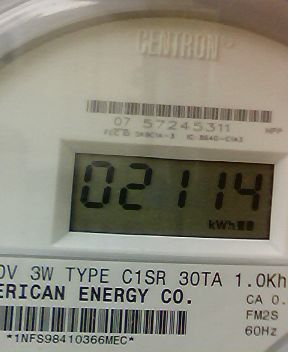 CENTRON®
07 57245311
02114
kWh
0V 3W TYPE C1SR 30TA 1.0Kh
ERICAN ENERGY CO.
CA 0.
FM2S
60Hz
*1NFS98410366MEC*